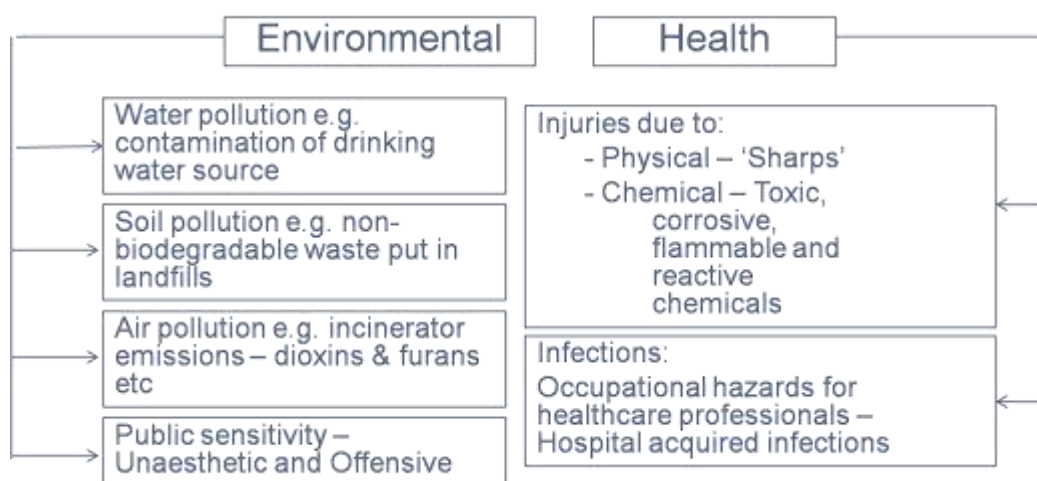 Environmental
Health
Water pollution e.g.
contamination of drinking
water source
Soil pollution e.g. non-
biodegradable waste put in
landfills
Air pollution e.g. incinerator
emissions – dioxins & furans
etc
Public sensitivity –
Unaesthetic and Offensive
Injuries due to:
- Physical – ‘Sharps’
- Chemical – Toxic,
corrosive,
flammable and
reactive
chemicals
Infections:
Occupational hazards for
healthcare professionals –
Hospital acquired infections